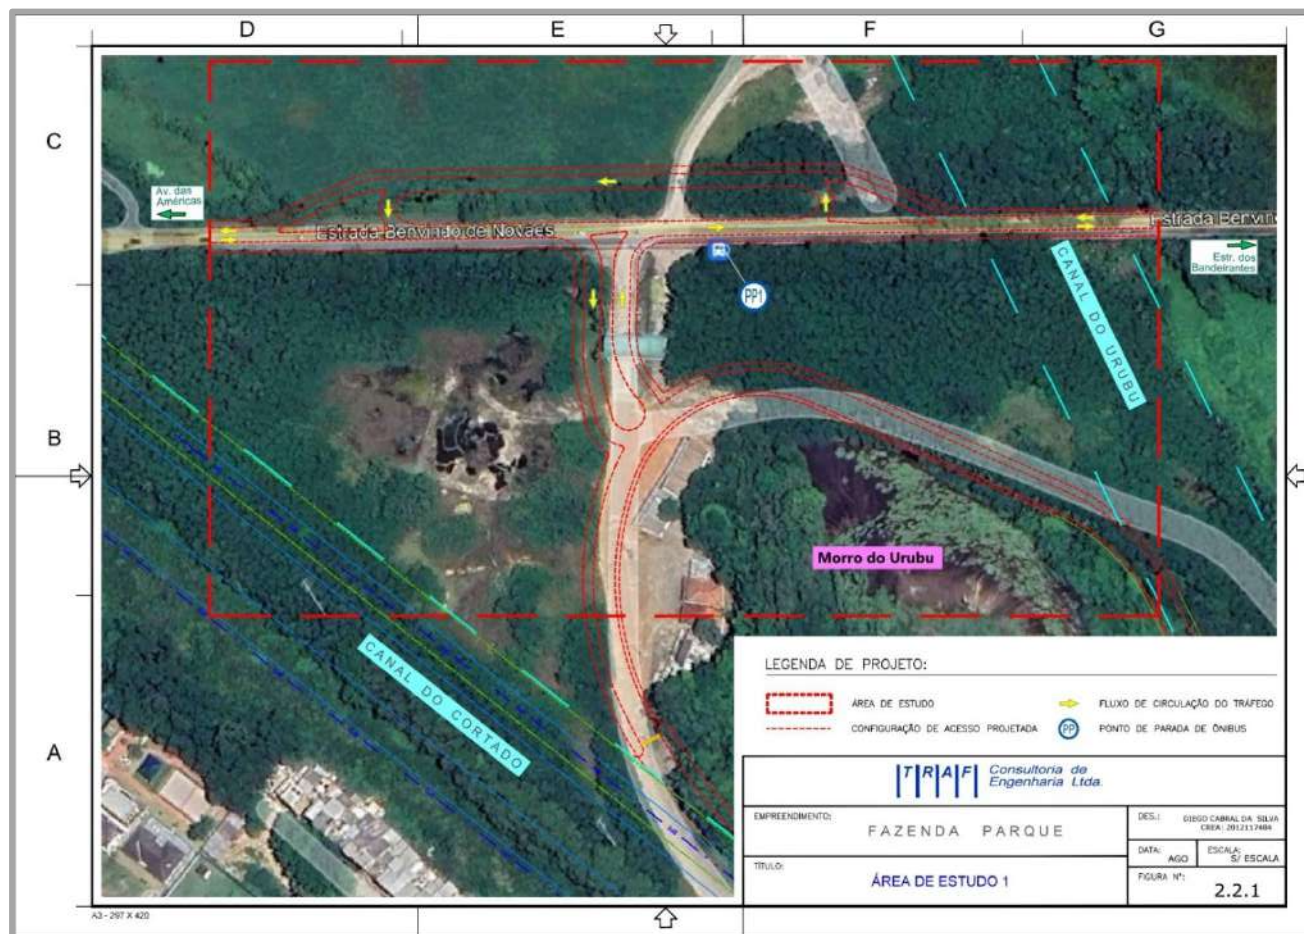 D E F G
C
Av. das
Américas
Estrada Benvindo de Novaes
Estrada Benvin
Estr. dos
Bandeirantes
PP1
CANAL DO URUBU
B
Morro do Urubu
CANAL DO CORTADO
A
LEGENDA DE PROJETO:
ÁREA DE ESTUDO
FLUXO DE CIRCULAÇÃO DO TRÁFEGO
CONFIGURAÇÃO DE ACESSO PROJETADA
PP
PONTO DE PARADA DE ÔNIBUS
TRAF Consultoria de
Engenharia Ltda.
EMPREENDIMENTO:
FAZENDA PARQUE
DES.: DIEGO CABRAL DA SILVA
CREA: 2012117484
DATA: AGO
ESCALA: S/ ESCALA
TÍTULO:
ÁREA DE ESTUDO 1
FIGURA Nº:
2.2.1
A3 - 297 X 420